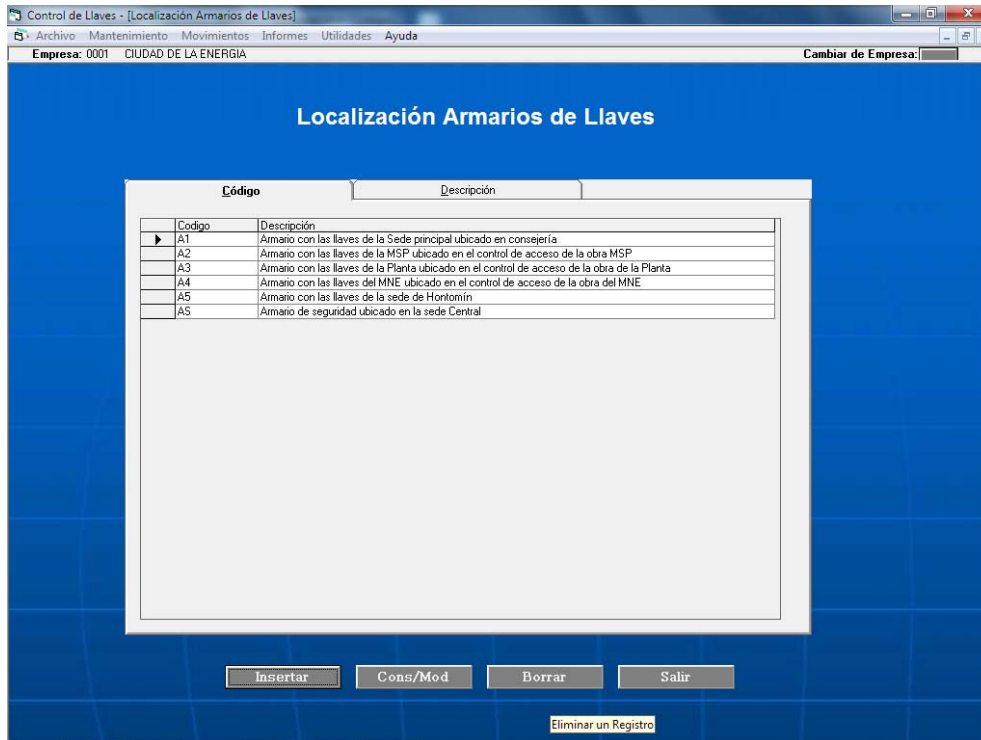 Control de Llaves - [Localización Armarios de Llaves]
Archivo Mantenimiento Movimientos Informes Utilidades Ayuda
Empresa: 0001 CIUDAD DE LA ENERGIA Cambiar de Empresa:
Localización Armarios de Llaves
Código Descripción
Codigo Descripción
A1 Armario con las llaves de la Sede principal ubicado en consejería
A2 Armario con las llaves de la MSP ubicado en el control de acceso de la obra MSP
A3 Armario con las llaves de la Planta ubicado en el control de acceso de la obra de la Planta
A4 Armario con las llaves del MNE ubicado en el control de acceso de la obra del MNE
A5 Armario con las llaves de la sede de Hontomín
AS Armario de seguridad ubicado en la sede Central
Insertar Cons/Mod Borrar Salir
Eliminar un Registro